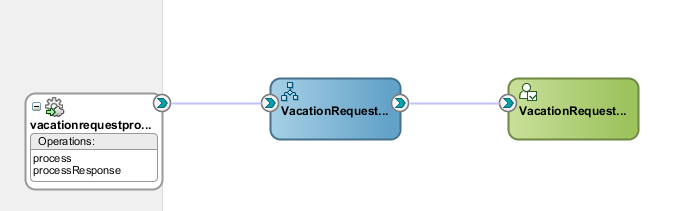 vacationrequestpro...
Operations:
process
processResponse
VacationRequest...
VacationRequest...